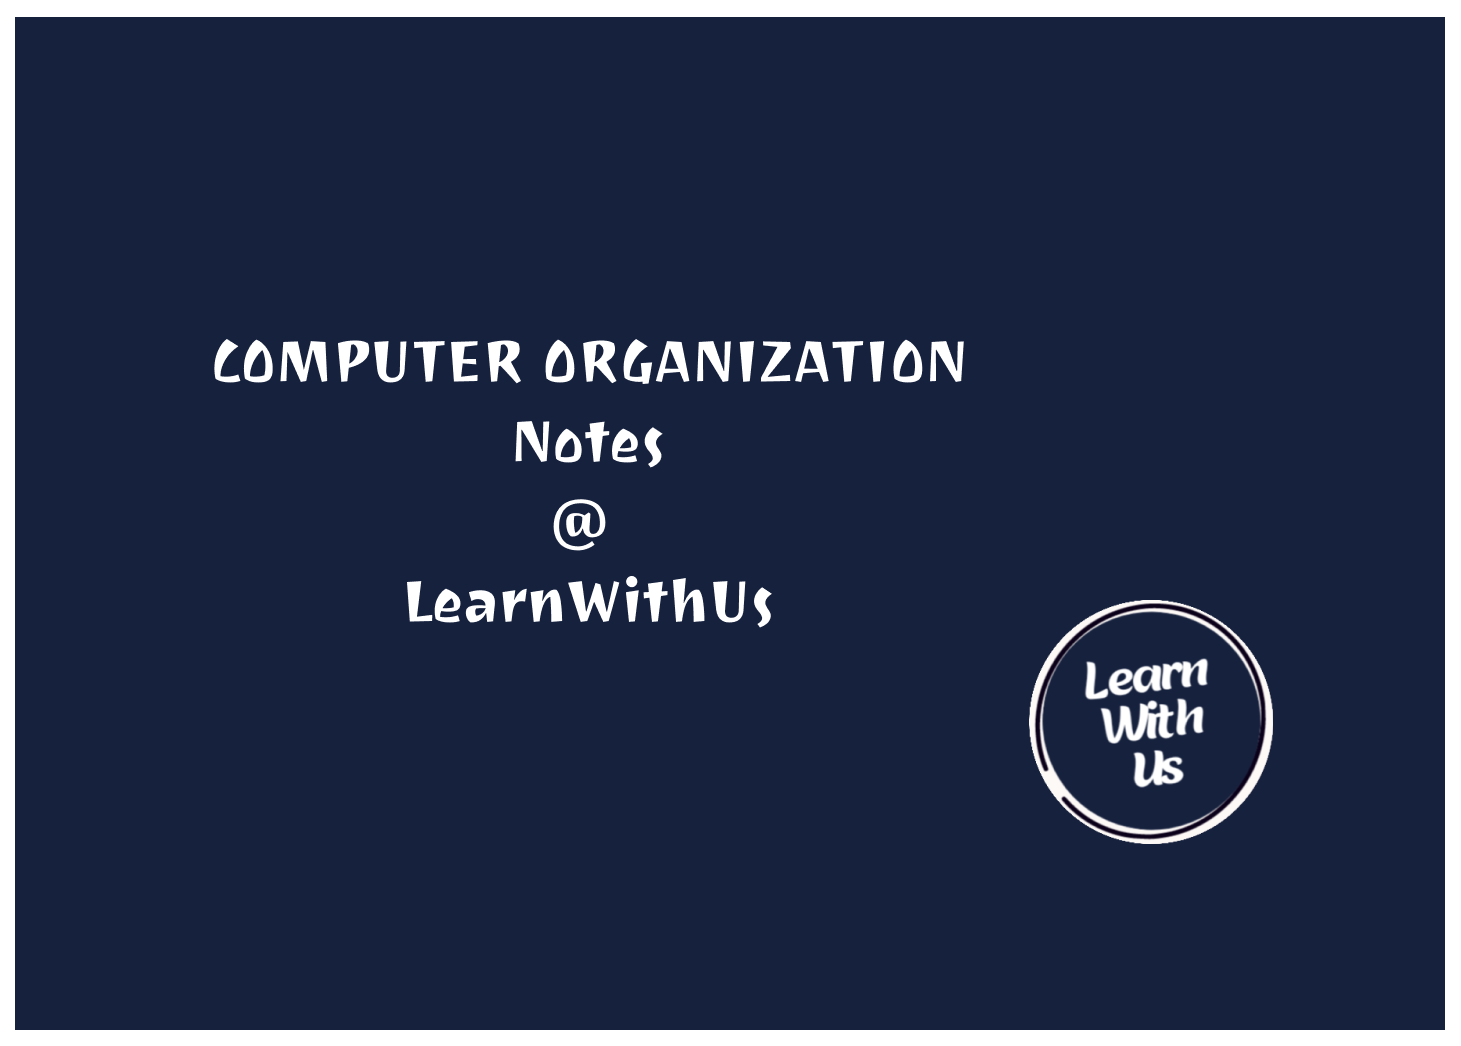 COMPUTER ORGANIZATION
Notes
@
LearnWithUs
Learn
With
Us